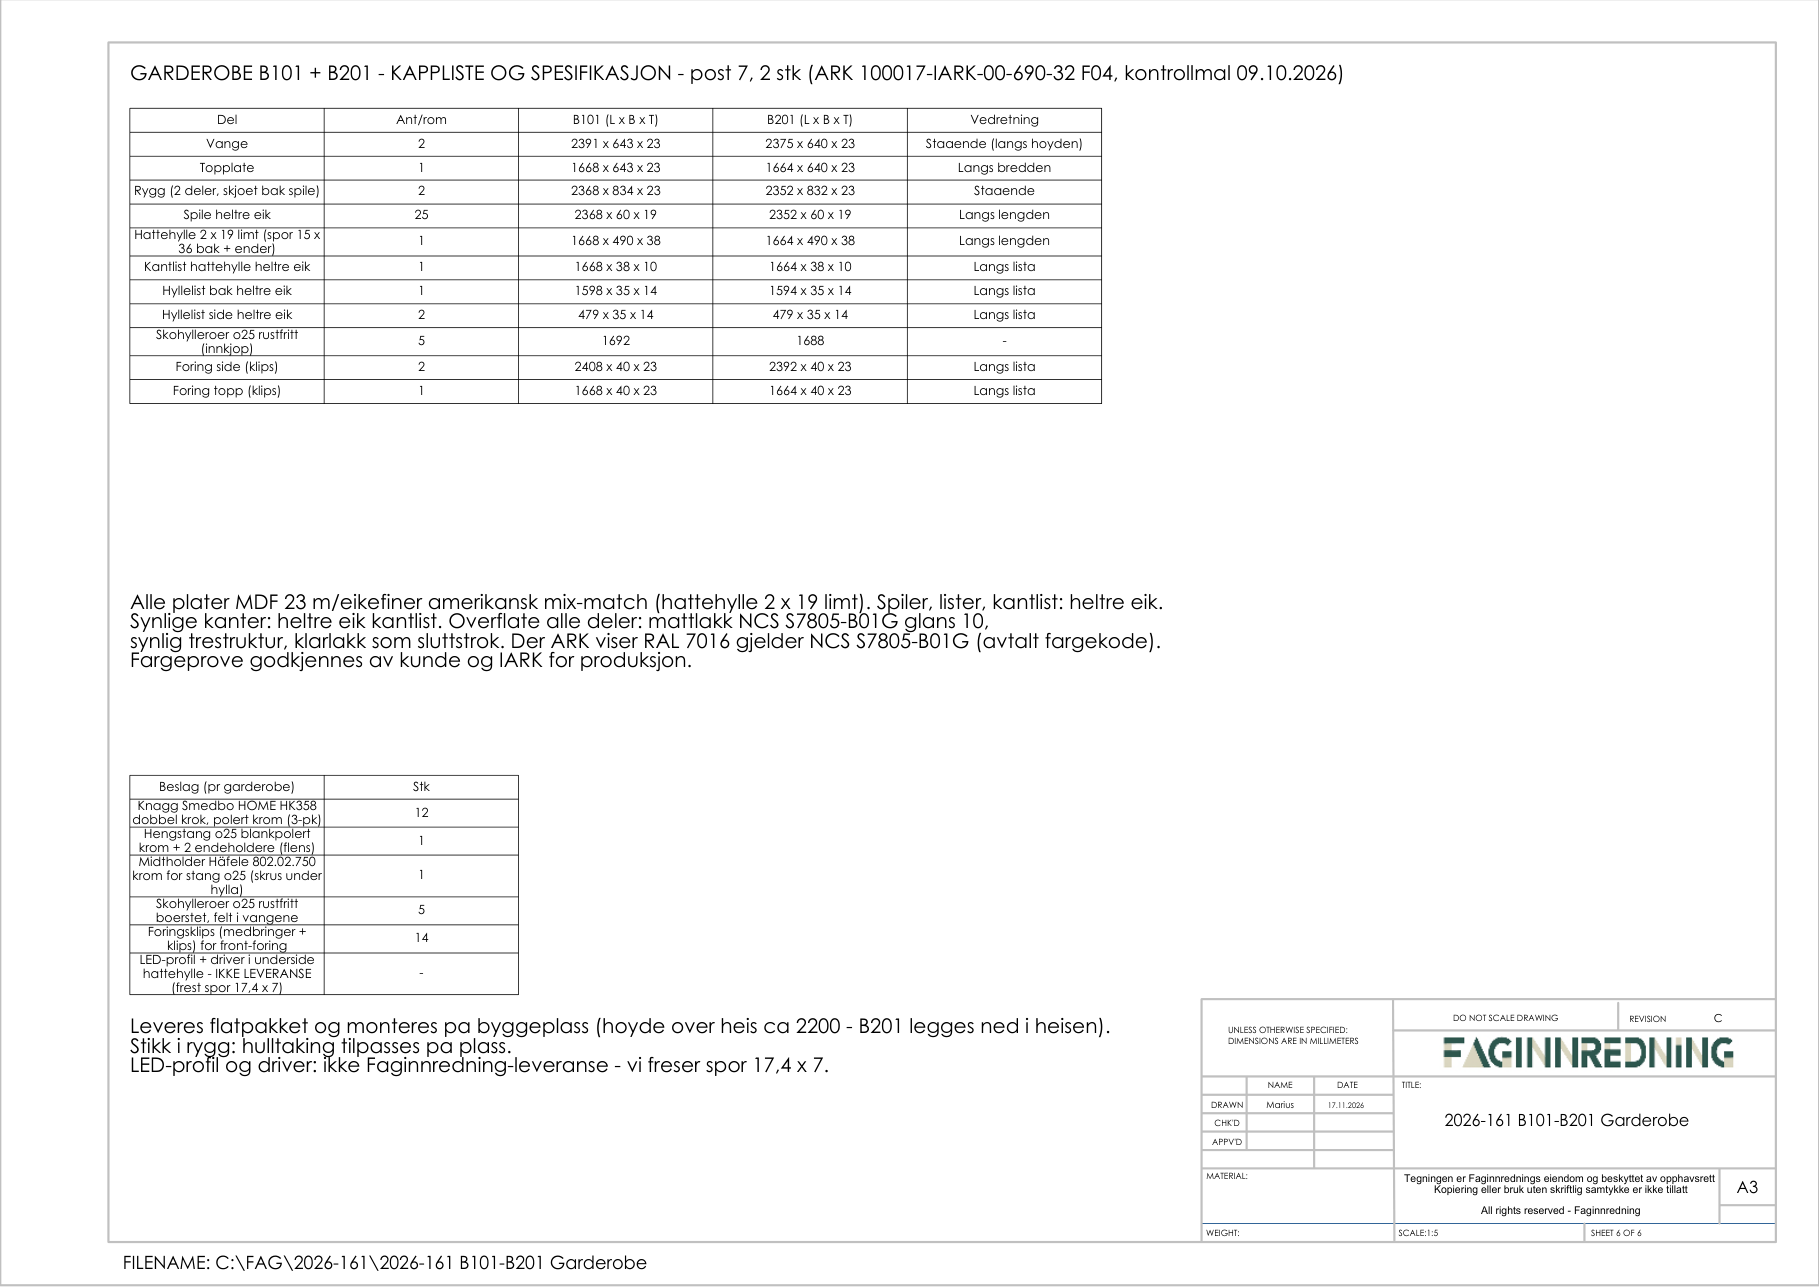 GARDEROBE B101 + B201 - KAPPLISTE OG SPESIFIKASJON - post 7, 2 stk (ARK 100017-IARK-00-690-32 F04, kontrollmal 09.10.2026)
Del Ant/rom B101 (L x B x T) B201 (L x B x T) Vedretning
Vange 2 2391 x 643 x 23 2375 x 640 x 23 Staaende (langs hoyden)
Topplate 1 1668 x 643 x 23 1664 x 640 x 23 Langs bredden
Rygg (2 deler, skjoet bak spile) 2 2368 x 834 x 23 2352 x 832 x 23 Staaende
Spile heltre eik 25 2368 x 60 x 19 2352 x 60 x 19 Langs lengden
Hattehylle 2 x 19 limt (spor 15 x
36 bak + ender) 1 1668 x 490 x 38 1664 x 490 x 38 Langs lengden
Kantlist hattehylle heltre eik 1 1668 x 38 x 10 1664 x 38 x 10 Langs lista
Hyllelist bak heltre eik 1 1598 x 35 x 14 1594 x 35 x 14 Langs lista
Hyllelist side heltre eik 2 479 x 35 x 14 479 x 35 x 14 Langs lista
Skohylleroer o25 rustfritt
(innkjop) 5 1692 1688 -
Foring side (klips) 2 2408 x 40 x 23 2392 x 40 x 23 Langs lista
Foring topp (klips) 1 1668 x 40 x 23 1664 x 40 x 23 Langs lista
Alle plater MDF 23 m/eikefiner amerikansk mix-match (hattehylle 2 x 19 limt). Spiler, lister, kantlist: heltre eik.
Synlige kanter: heltre eik kantlist. Overflate alle deler: mattlakk NCS S7805-B01G glans 10,
synlig trestruktur, klarlakk som sluttstrok. Der ARK viser RAL 7016 gjelder NCS S7805-B01G (avtalt fargekode).
Fargeprove godkjennes av kunde og IARK for produksjon.
Beslag (pr garderobe) Stk
Knagg Smedbo HOME HK358
dobbel krok, polert krom (3-pk) 12
Hengstang o25 blankpolert
krom + 2 endeholdere (flens) 1
Midtholder Häfele 802.02.750
krom for stang o25 (skrus under
hylla) 1
Skohylleroer o25 rustfritt
boerstet, felt i vangene 5
Foringsklips (medbringer +
klips) for front-foring 14
LED-profil + driver i underside
hattehylle - IKKE LEVERANSE
(frest spor 17,4 x 7) -
Leveres flatpakket og monteres pa byggeplass (hoyde over heis ca 2200 - B201 legges ned i heisen).
Stikk i rygg: hulltaking tilpasses pa plass.
LED-profil og driver: ikke Faginnredning-leveranse - vi freser spor 17,4 x 7.
UNLESS OTHERWISE SPECIFIED:
DIMENSIONS ARE IN MILLIMETERS
DO NOT SCALE DRAWING REVISION C
FAGINNREDNING
NAME DATE
DRAWN Marius 17.11.2026
CHK'D
APPV'D
TITLE:
2026-161 B101-B201 Garderobe
MATERIAL:
Tegningen er Faginnrednings eiendom og beskyttet av opphavsrett
Kopiering eller bruk uten skriftlig samtykke er ikke tillatt
All rights reserved - Faginnredning
A3
WEIGHT:
SCALE:1:5
SHEET 6 OF 6
FILENAME: C:\FAG\2026-161\2026-161 B101-B201 Garderobe